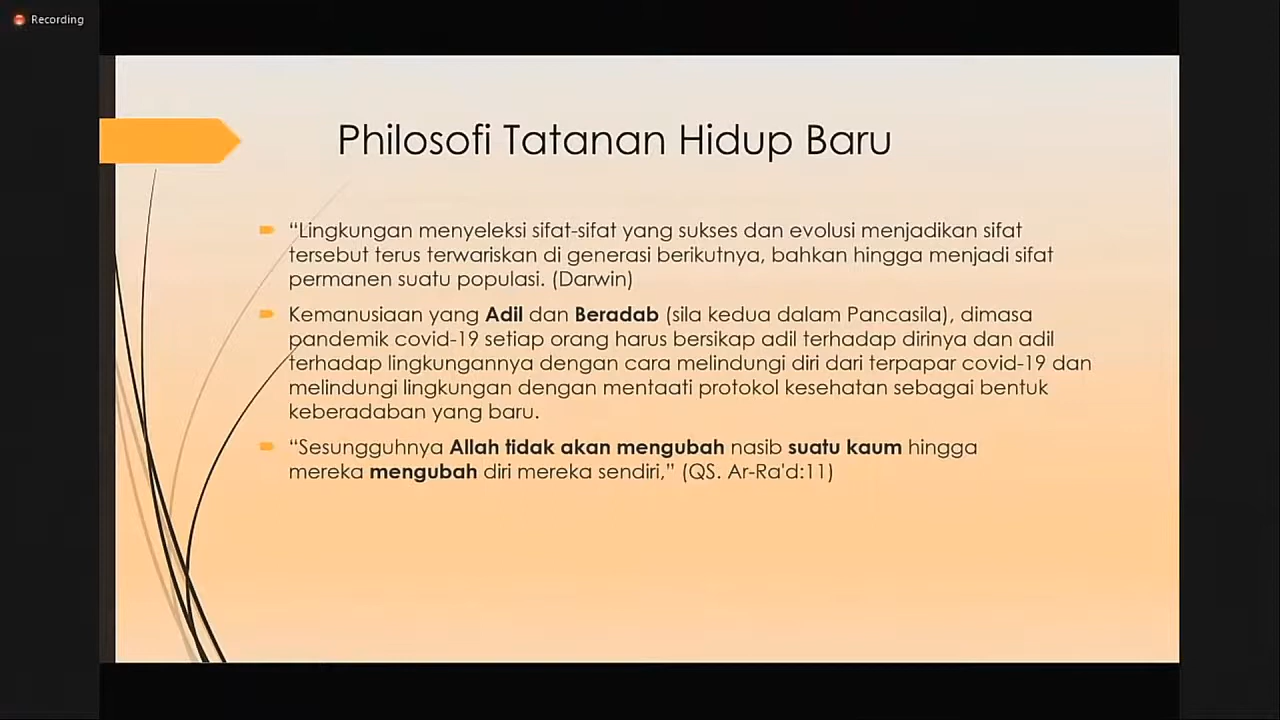 Recording
Philosofi Tatanan Hidup Baru
“Lingkungan menyeleksi sifat-sifat yang sukses dan evolusi menjadikan sifat
tersebut terus terwariskan di generasi berikutnya, bahkan hingga menjadi sifat
permanen suatu populasi. (Darwin)
Kemanusiaan yang Adil dan Beradab (sila kedua dalam Pancasila), dimasa
pandemik covid-19 setiap orang harus bersikap adil terhadap dirinya dan adil
terhadap lingkungannya dengan cara melindungi diri dari terpapar covid-19 dan
melindungi lingkungan dengan mentaati protokol kesehatan sebagai bentuk
keberadaban yang baru.
“Sesungguhnya Allah tidak akan mengubah nasib suatu kaum hingga
mereka mengubah diri mereka sendiri,” (QS. Ar-Ra'd:11)